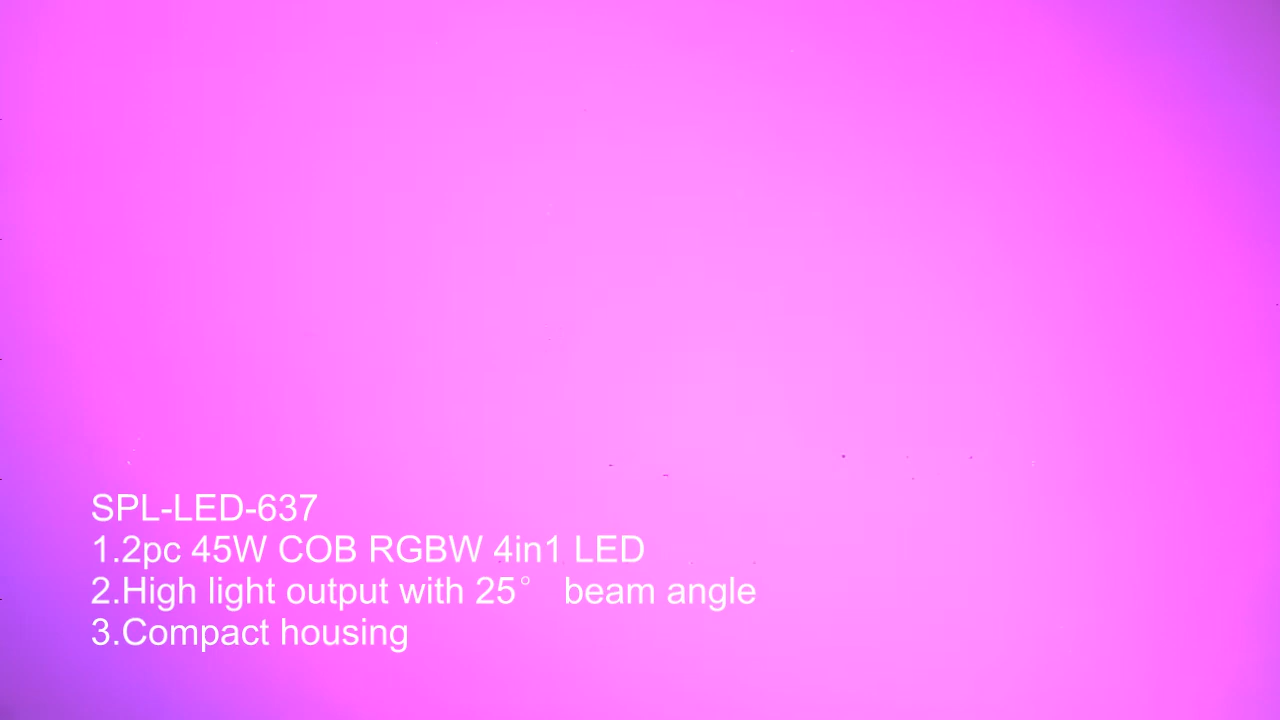 SPL-LED-637
1.2pc 45W COB RGBW 4in1 LED
2.High light output with 25° beam angle
3.Compact housing